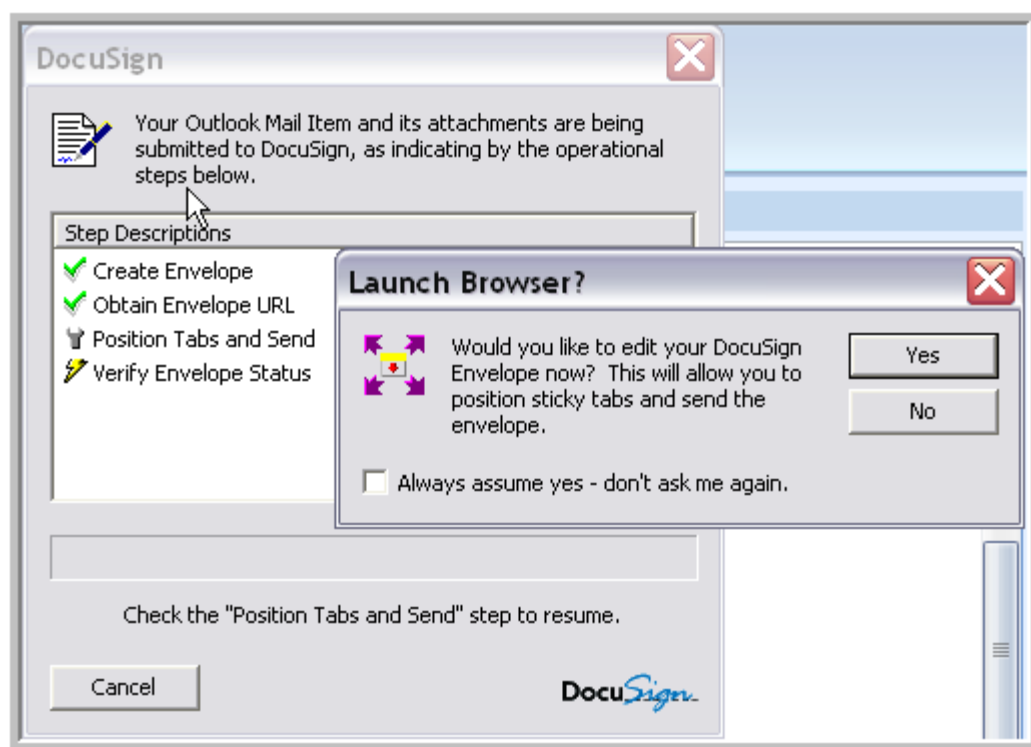 DocuSign
Your Outlook Mail Item and its attachments are being
submitted to DocuSign, as indicating by the operational
steps below.
Step Descriptions
Create Envelope
Obtain Envelope URL
Position Tabs and Send
Verify Envelope Status
Launch Browser?
Would you like to edit your DocuSign
Envelope now? This will allow you to
position sticky tabs and send the
envelope.
Yes
No
Always assume yes - don't ask me again.
Check the "Position Tabs and Send" step to resume.
Cancel
DocuSign